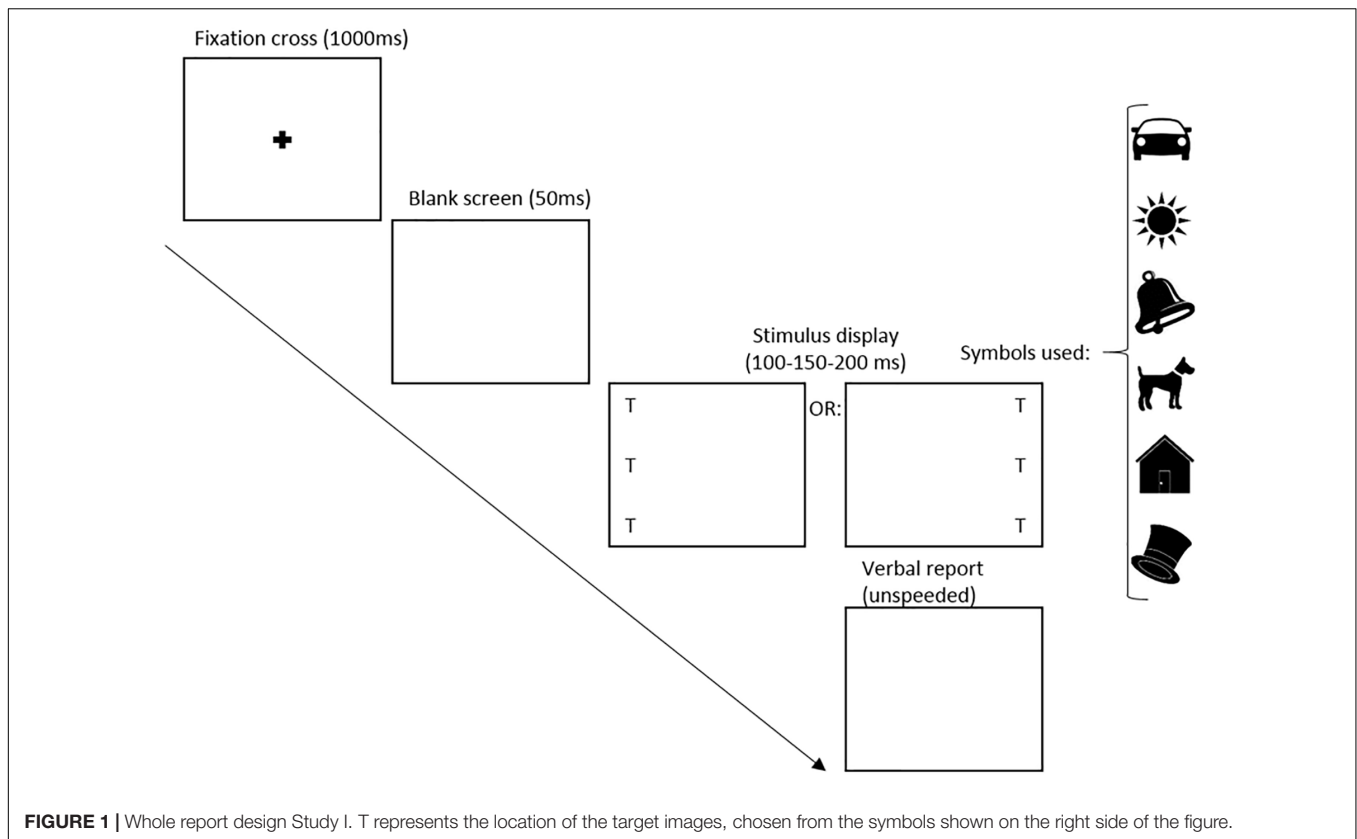 Fixation cross (1000ms)
Blank screen (50ms)
Stimulus display
(100-150-200 ms)
Symbols used:
T
T
T
OR:
T
T
T
Verbal report
(unspeeded)
FIGURE 1 | Whole report design Study I. T represents the location of the target images, chosen from the symbols shown on the right side of the figure.